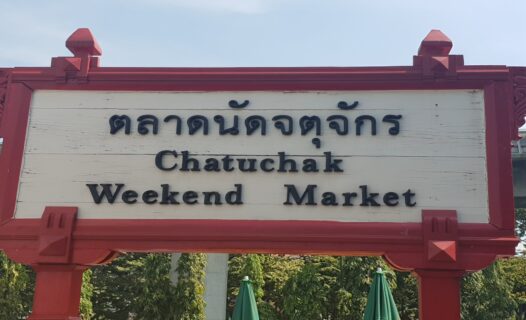 ตลาดนัดจตุจักร
Chatuchak
Weekend Market